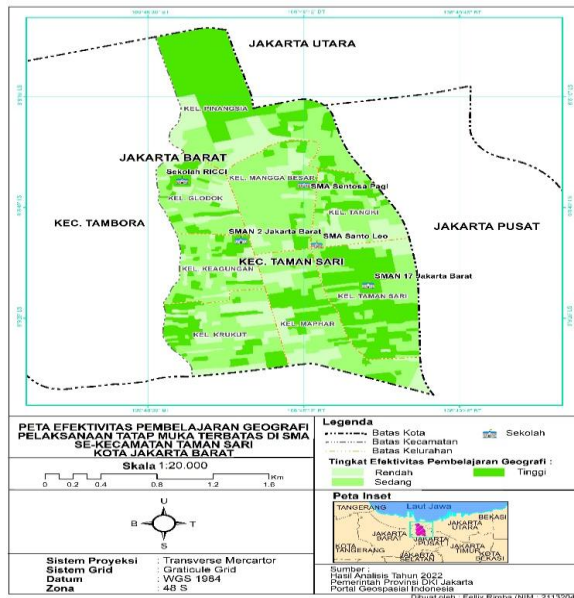 JAKARTA UTARA
KEL. PINANGSIA
JAKARTA BARAT
Sekolah RICCI
KEL. MANGGA BESAR
SMA Sentosa Pagi
KEL. GLODOK
KEL. TANGKI
KEC. TAMBORA
JAKARTA PUSAT
SMAN 2 Jakarta Barat
SMA Santo Leo
KEC. TAMAN SARI
KEL. KEAGUNGAN
SMAN 17 Jakarta Barat
KEL. TAMAN SARI
KEL. MAPHAR
KEL. KRUKUT
PETA EFEKTIVITAS PEMBELAJARAN GEOGRAFI
PELAKSANAAN TATAP MUKA TERBATAS DI SMA
SE-KECAMATAN TAMAN SARI
KOTA JAKARTA BARAT
Skala 1:20.000
0 0.2 0.4 0.8 1.2 1.6 Km
U
B T
S
Sistem Proyeksi : Transverse Mercartor
Sistem Grid : Graticule Grid
Datum : WGS 1984
Zona : 48 S
Legenda
Batas Kota
Sekolah
Batas Kecamatan
Batas Kelurahan
Tingkat Efektivitas Pembelajaran Geografi :
Rendah Tinggi
Sedang
Peta Inset
TANGERANG Laut Jawa BEKASI
JAKARTA UTARA
JAKARTA BARAT
JAKARTA PUSAT
KOTA TANGERANG
JAKARTA TIMUR
KOTA BEKASI
JAKARTA SELATAN
Sumber :
Hasil Analisis Tahun 2022
Pemerintah Provinsi DKI Jakarta
Portal Geospasial Indonesia